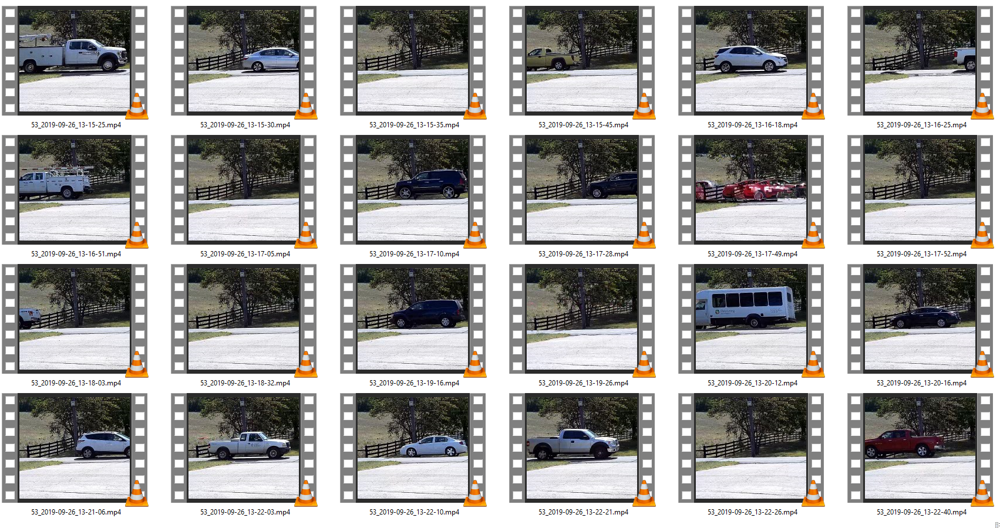 53_2019-09-26_13-15-25.mp4
53_2019-09-26_13-15-30.mp4
53_2019-09-26_13-15-35.mp4
53_2019-09-26_13-15-45.mp4
53_2019-09-26_13-16-18.mp4
53_2019-09-26_13-16-25.mp4
53_2019-09-26_13-16-51.mp4
53_2019-09-26_13-17-05.mp4
53_2019-09-26_13-17-10.mp4
53_2019-09-26_13-17-28.mp4
53_2019-09-26_13-17-49.mp4
53_2019-09-26_13-17-52.mp4
53_2019-09-26_13-18-03.mp4
53_2019-09-26_13-18-32.mp4
53_2019-09-26_13-19-16.mp4
53_2019-09-26_13-19-26.mp4
53_2019-09-26_13-20-12.mp4
53_2019-09-26_13-20-16.mp4
53_2019-09-26_13-21-06.mp4
53_2019-09-26_13-22-03.mp4
53_2019-09-26_13-22-10.mp4
53_2019-09-26_13-22-21.mp4
53_2019-09-26_13-22-26.mp4
53_2019-09-26_13-22-40.mp4